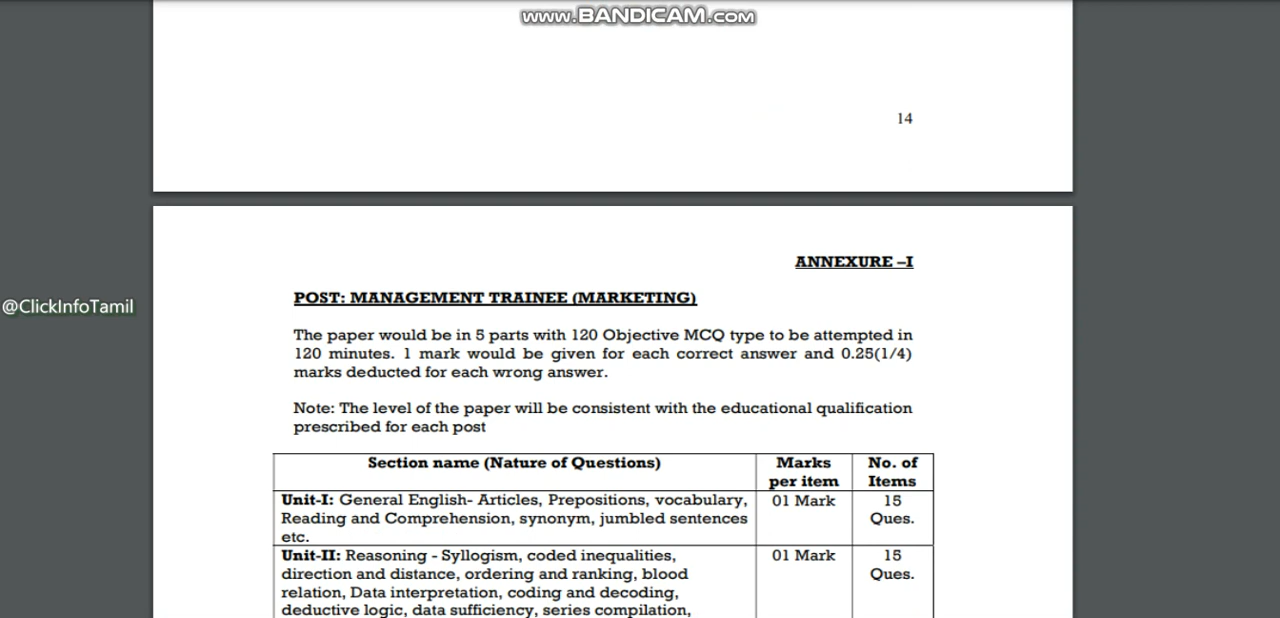 www.BANDICAM.com
14
ANNEXURE –I
@ClickInfoTamil
POST: MANAGEMENT TRAINEE (MARKETING)
The paper would be in 5 parts with 120 Objective MCQ type to be attempted in
120 minutes. 1 mark would be given for each correct answer and 0.25(1/4)
marks deducted for each wrong answer.
Note: The level of the paper will be consistent with the educational qualification
prescribed for each post
Section name (Nature of Questions) Marks No. of
per item Items
Unit-I: General English- Articles, Prepositions, vocabulary, 01 Mark 15
Reading and Comprehension, synonym, jumbled sentences Ques.
etc.
Unit-II: Reasoning - Syllogism, coded inequalities, 01 Mark 15
direction and distance, ordering and ranking, blood Ques.
relation, Data interpretation, coding and decoding,
deductive logic, data sufficiency, series compilation,